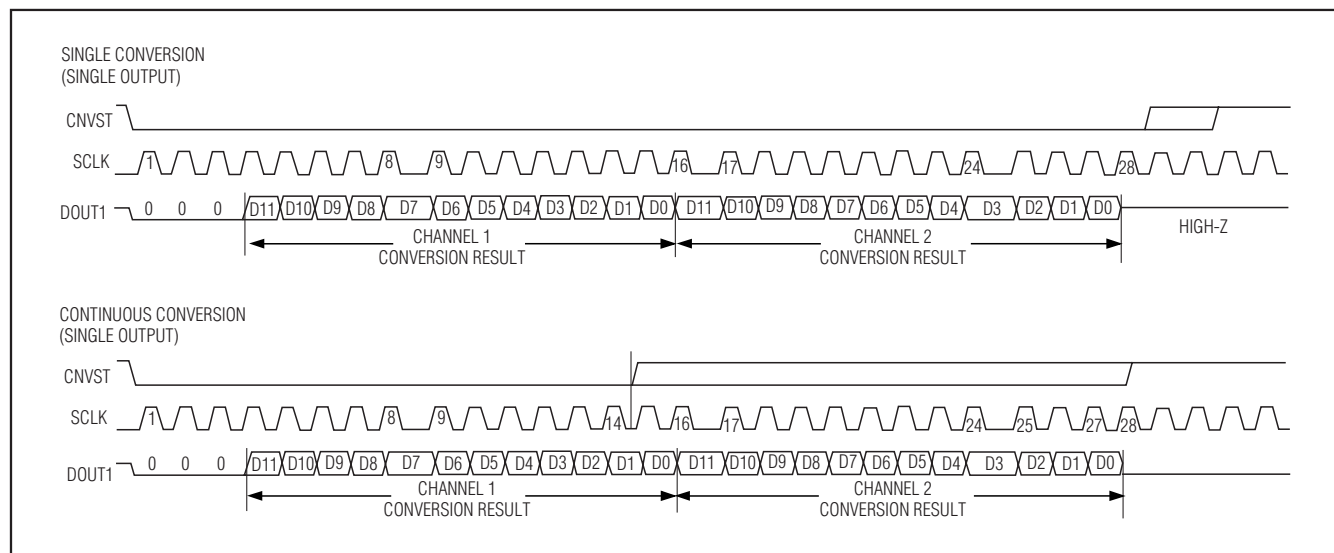 SINGLE CONVERSION
(SINGLE OUTPUT)
CNVST
SCLK 1 8 9 16 17 24 28
DOUT1 0 0 0 D11 D10 D9 D8 D7 D6 D5 D4 D3 D2 D1 D0 D11 D10 D9 D8 D7 D6 D5 D4 D3 D2 D1 D0
HIGH-Z
CHANNEL 1
CONVERSION RESULT
CHANNEL 2
CONVERSION RESULT
CONTINUOUS CONVERSION
(SINGLE OUTPUT)
CNVST
SCLK 1 8 9 14 16 17 24 25 27 28
DOUT1 0 0 0 D11 D10 D9 D8 D7 D6 D5 D4 D3 D2 D1 D0 D11 D10 D9 D8 D7 D6 D5 D4 D3 D2 D1 D0
CHANNEL 1
CONVERSION RESULT
CHANNEL 2
CONVERSION RESULT